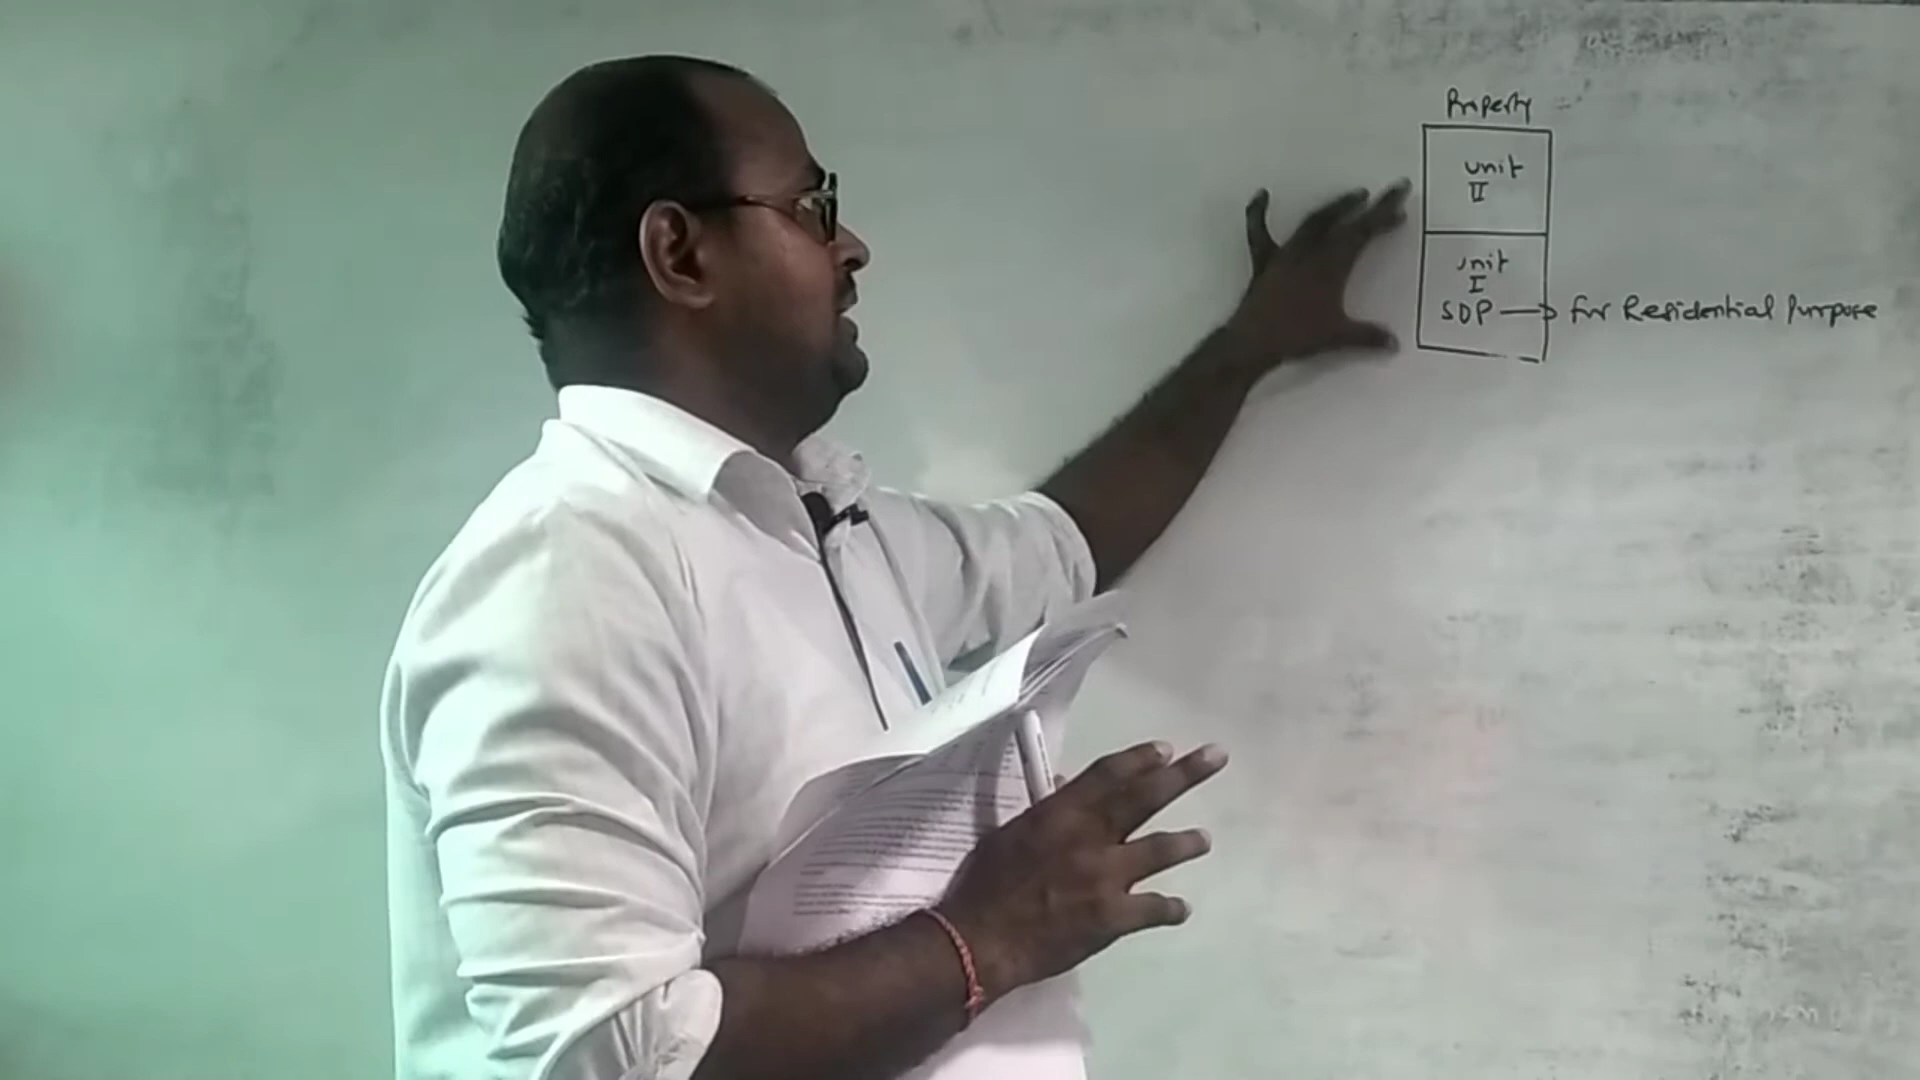 Property
unit
II
unit
I
SOP → for Residential Purpose